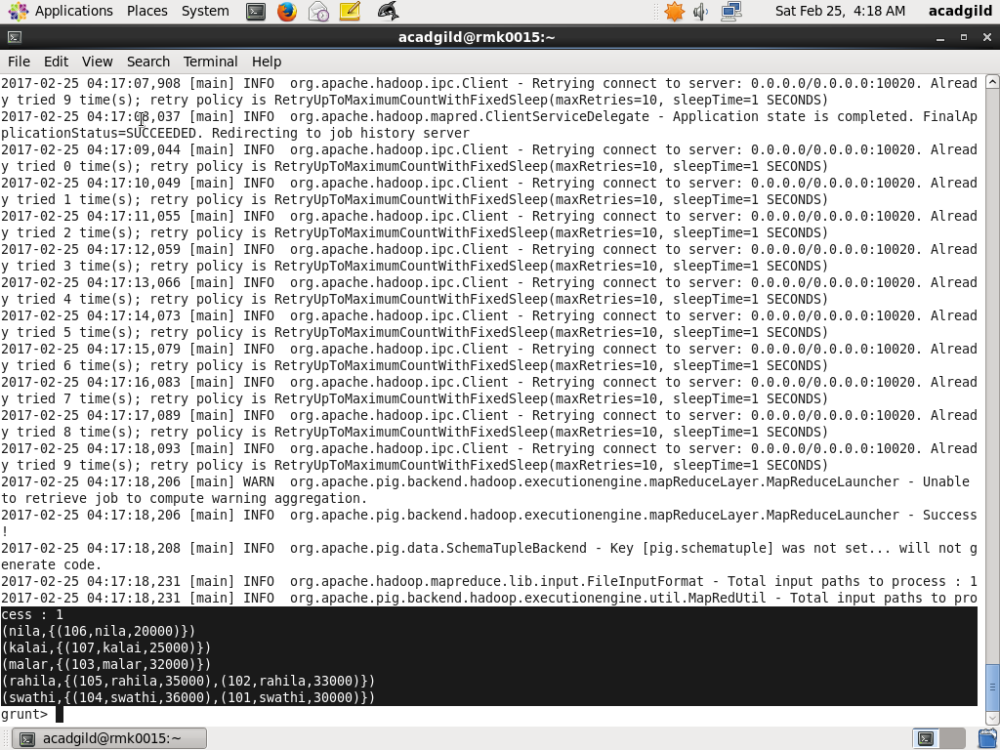 Applications Places System Sat Feb 25, 4:18 AM acadgild
acadgild@rmk0015:~
File Edit View Search Terminal Help
2017-02-25 04:17:07,908 [main] INFO  org.apache.hadoop.ipc.Client - Retrying connect to server: 0.0.0.0/0.0.0.0:10020. Alread
y tried 9 time(s); retry policy is RetryUpToMaximumCountWithFixedSleep(maxRetries=10, sleepTime=1 SECONDS)
2017-02-25 04:17:08,037 [main] INFO  org.apache.hadoop.mapred.ClientServiceDelegate - Application state is completed. FinalAp
plicationStatus=SUCCEEDED. Redirecting to job history server
2017-02-25 04:17:09,044 [main] INFO  org.apache.hadoop.ipc.Client - Retrying connect to server: 0.0.0.0/0.0.0.0:10020. Alread
y tried 0 time(s); retry policy is RetryUpToMaximumCountWithFixedSleep(maxRetries=10, sleepTime=1 SECONDS)
2017-02-25 04:17:10,049 [main] INFO  org.apache.hadoop.ipc.Client - Retrying connect to server: 0.0.0.0/0.0.0.0:10020. Alread
y tried 1 time(s); retry policy is RetryUpToMaximumCountWithFixedSleep(maxRetries=10, sleepTime=1 SECONDS)
2017-02-25 04:17:11,055 [main] INFO  org.apache.hadoop.ipc.Client - Retrying connect to server: 0.0.0.0/0.0.0.0:10020. Alread
y tried 2 time(s); retry policy is RetryUpToMaximumCountWithFixedSleep(maxRetries=10, sleepTime=1 SECONDS)
2017-02-25 04:17:12,059 [main] INFO  org.apache.hadoop.ipc.Client - Retrying connect to server: 0.0.0.0/0.0.0.0:10020. Alread
y tried 3 time(s); retry policy is RetryUpToMaximumCountWithFixedSleep(maxRetries=10, sleepTime=1 SECONDS)
2017-02-25 04:17:13,066 [main] INFO  org.apache.hadoop.ipc.Client - Retrying connect to server: 0.0.0.0/0.0.0.0:10020. Alread
y tried 4 time(s); retry policy is RetryUpToMaximumCountWithFixedSleep(maxRetries=10, sleepTime=1 SECONDS)
2017-02-25 04:17:14,073 [main] INFO  org.apache.hadoop.ipc.Client - Retrying connect to server: 0.0.0.0/0.0.0.0:10020. Alread
y tried 5 time(s); retry policy is RetryUpToMaximumCountWithFixedSleep(maxRetries=10, sleepTime=1 SECONDS)
2017-02-25 04:17:15,079 [main] INFO  org.apache.hadoop.ipc.Client - Retrying connect to server: 0.0.0.0/0.0.0.0:10020. Alread
y tried 6 time(s); retry policy is RetryUpToMaximumCountWithFixedSleep(maxRetries=10, sleepTime=1 SECONDS)
2017-02-25 04:17:16,083 [main] INFO  org.apache.hadoop.ipc.Client - Retrying connect to server: 0.0.0.0/0.0.0.0:10020. Alread
y tried 7 time(s); retry policy is RetryUpToMaximumCountWithFixedSleep(maxRetries=10, sleepTime=1 SECONDS)
2017-02-25 04:17:17,089 [main] INFO  org.apache.hadoop.ipc.Client - Retrying connect to server: 0.0.0.0/0.0.0.0:10020. Alread
y tried 8 time(s); retry policy is RetryUpToMaximumCountWithFixedSleep(maxRetries=10, sleepTime=1 SECONDS)
2017-02-25 04:17:18,093 [main] INFO  org.apache.hadoop.ipc.Client - Retrying connect to server: 0.0.0.0/0.0.0.0:10020. Alread
y tried 9 time(s); retry policy is RetryUpToMaximumCountWithFixedSleep(maxRetries=10, sleepTime=1 SECONDS)
2017-02-25 04:17:18,206 [main] WARN  org.apache.pig.backend.hadoop.executionengine.mapReduceLayer.MapReduceLauncher - Unable
to retrieve job to compute warning aggregation.
2017-02-25 04:17:18,206 [main] INFO  org.apache.pig.backend.hadoop.executionengine.mapReduceLayer.MapReduceLauncher - Success
!
2017-02-25 04:17:18,208 [main] INFO  org.apache.pig.data.SchemaTupleBackend - Key [pig.schematuple] was not set... will not g
enerate code.
2017-02-25 04:17:18,231 [main] INFO  org.apache.hadoop.mapreduce.lib.input.FileInputFormat - Total input paths to process : 1
2017-02-25 04:17:18,231 [main] INFO  org.apache.pig.backend.hadoop.executionengine.util.MapRedUtil - Total input paths to pro
cess : 1
(nila,{(106,nila,20000)})
(kalai,{(107,kalai,25000)})
(malar,{(103,malar,32000)})
(rahila,{(105,rahila,35000),(102,rahila,33000)})
(swathi,{(104,swathi,36000),(101,swathi,30000)})
grunt>
acadgild@rmk0015:~